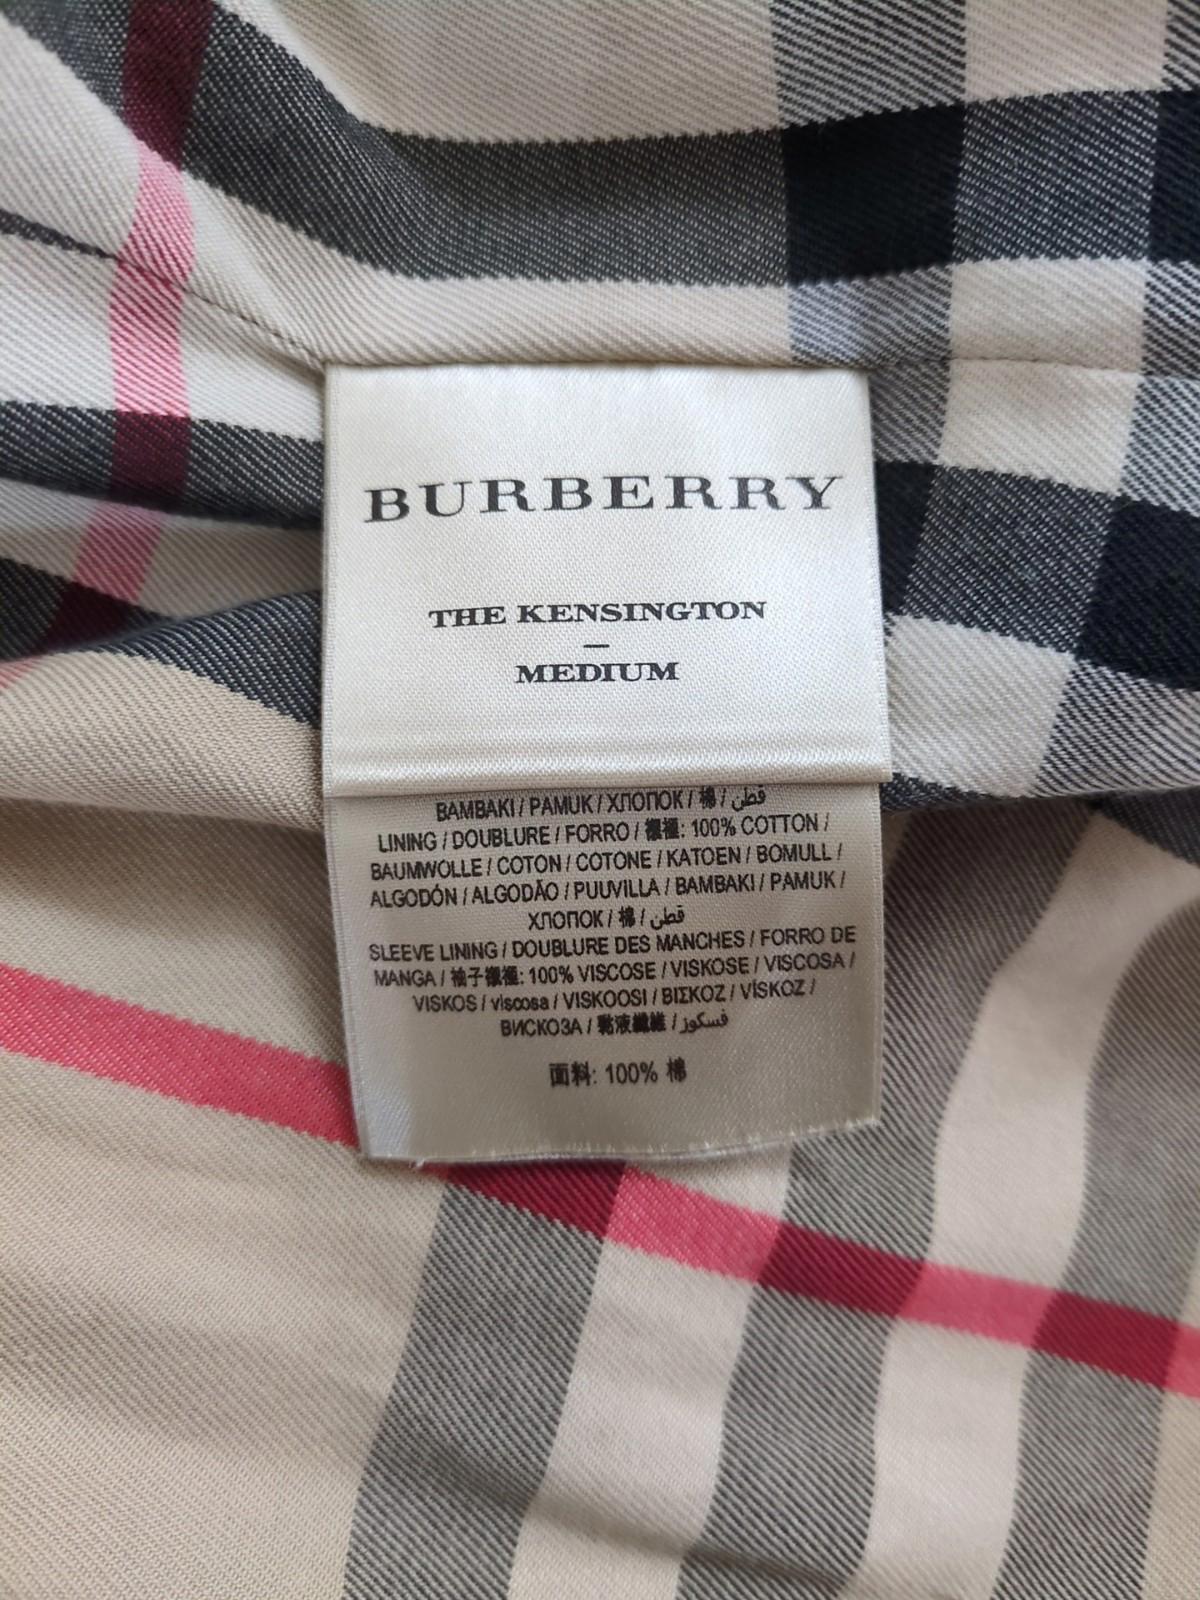 BURBERRY
THE KENSINGTON
–
MEDIUM
BAMBAKI / PAMUK / ХЛОПОК / 棉 / قطن
LINING / DOUBLURE / FORRO / 襯裡: 100% COTTON /
BAUMWOLLE / COTON / COTONE / KATOEN / BOMULL /
ALGODÓN / ALGODÃO / PUUVILLA / BAMBAKI / PAMUK /
ХЛОПОК / 棉 / قطن
SLEEVE LINING / DOUBLURE DES MANCHES / FORRO DE
MANGA / 袖子襯裡: 100% VISCOSE / VISKOSE / VISCOSA /
VISKOS / viscosa / VISKOOSI / ΒΙΣΚΟΖ / VİSKOZ /
ВИСКОЗА / 黏液纖維 / فسكوز
面料: 100% 棉